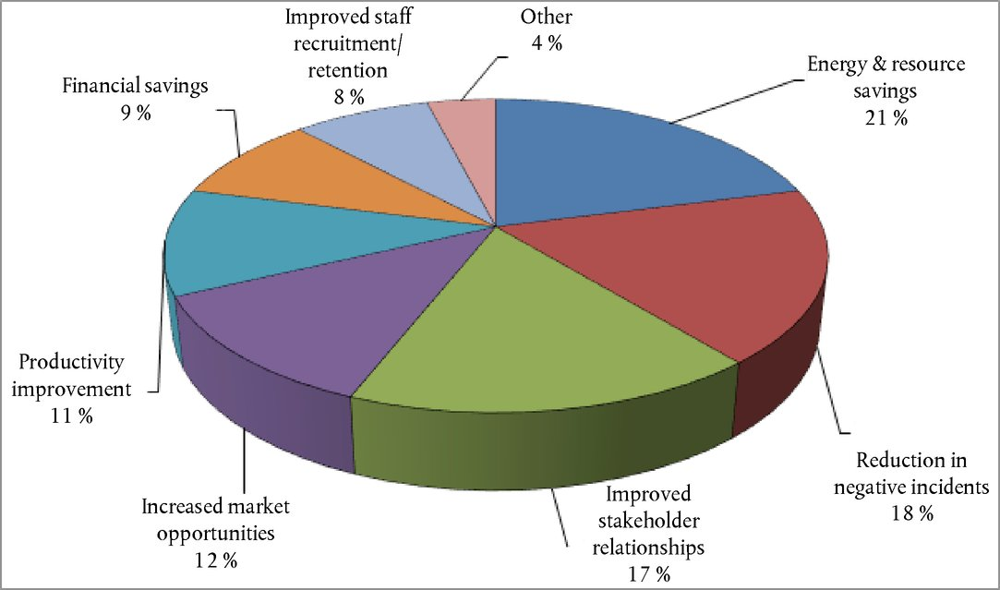 Improved staff
recruitment/
retention
8 %
Other
4 %
Energy & resource
savings
21 %
Financial savings
9 %
Productivity
improvement
11 %
Reduction in
negative incidents
18 %
Increased market
opportunities
12 %
Improved
stakeholder
relationships
17 %